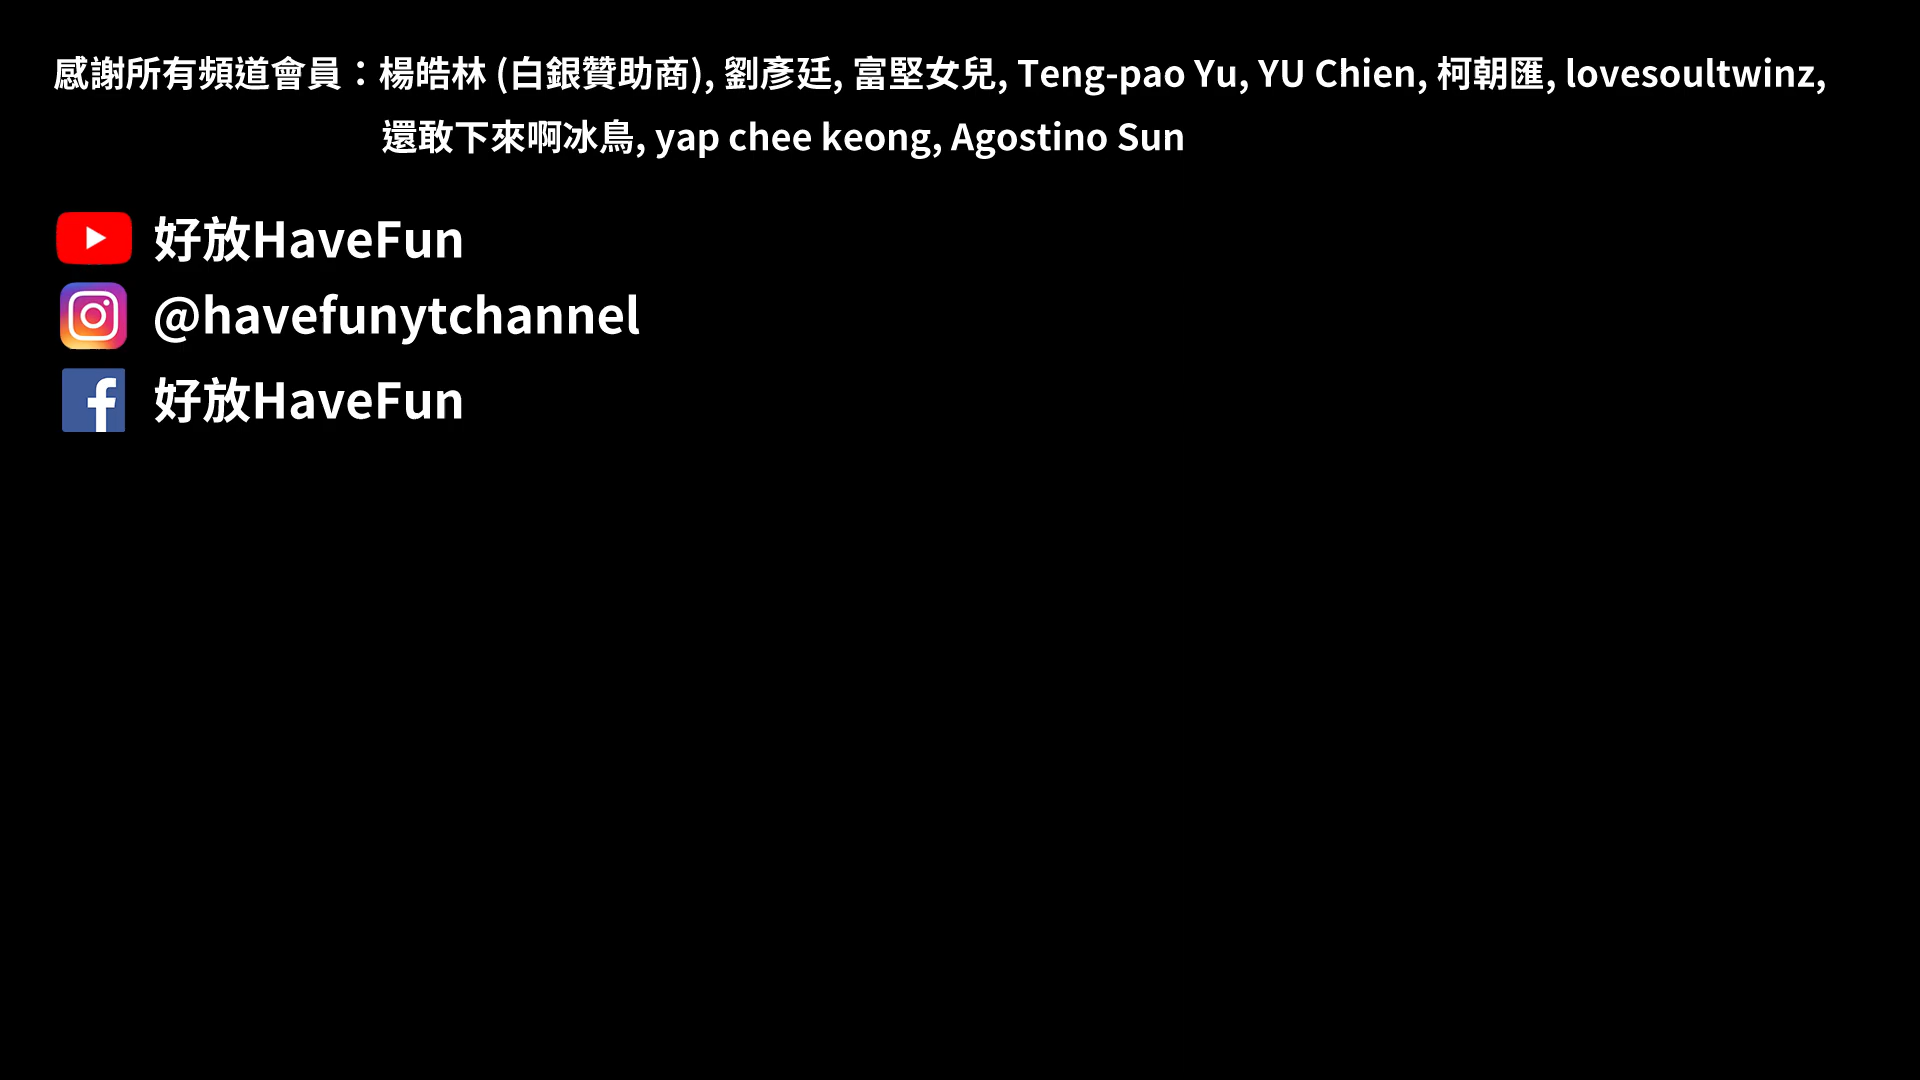 感謝所有頻道會員：楊皓林 (白銀贊助商), 劉彥廷, 富堅女兒, Teng-pao Yu, YU Chien, 柯朝匯, lovesoultwinz,
還敢下來啊冰鳥, yap chee keong, Agostino Sun
好放HaveFun
@havefunytchannel
好放HaveFun